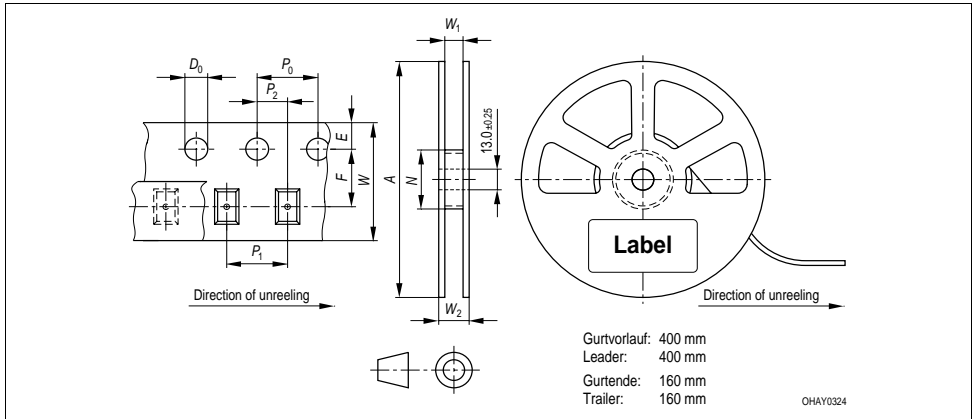 D0
P0
P2
E
F
W
P1
Direction of unreeling
W1
A
N
13.0 ±0.25
W2
Label
Direction of unreeling
Gurtvorlauf: 400 mm
Leader: 400 mm
Gurtende: 160 mm
Trailer: 160 mm
OHAY0324